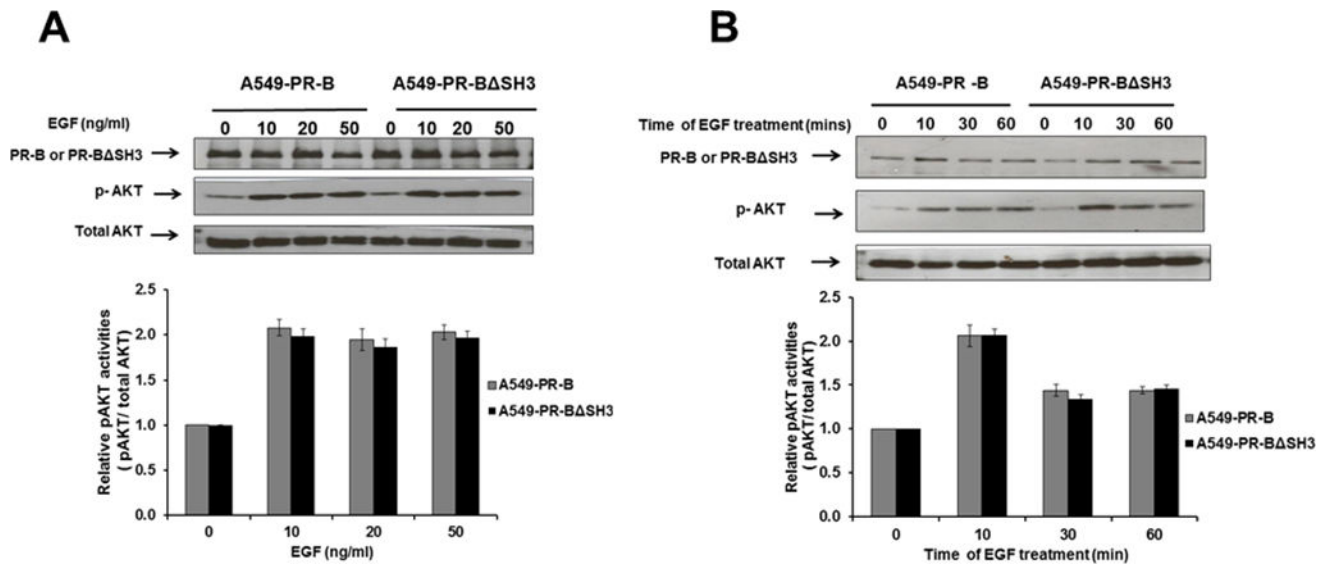 A
A549-PR-B A549-PR-BΔSH3
EGF (ng/ml) 0 10 20 50 0 10 20 50
PR-B or PR-BΔSH3
p- AKT
Total AKT
2.5
2.0
1.5
1.0
0.5
0.0
Relative pAKT activities
( pAKT/ total AKT)
0 10 20 50
EGF (ng/ml)
A549-PR-B
A549-PR-BΔSH3
B
A549-PR -B A549-PR-BΔSH3
Time of EGF treatment (mins) 0 10 30 60 0 10 30 60
PR-B or PR-BΔSH3
p- AKT
Total AKT
2.5
2.0
1.5
1.0
0.5
0.0
Relative pAKT activities
( pAKT/ total AKT)
0 10 30 60
Time of EGF treatment (min)
A549-PR-B
A549-PR-BΔSH3